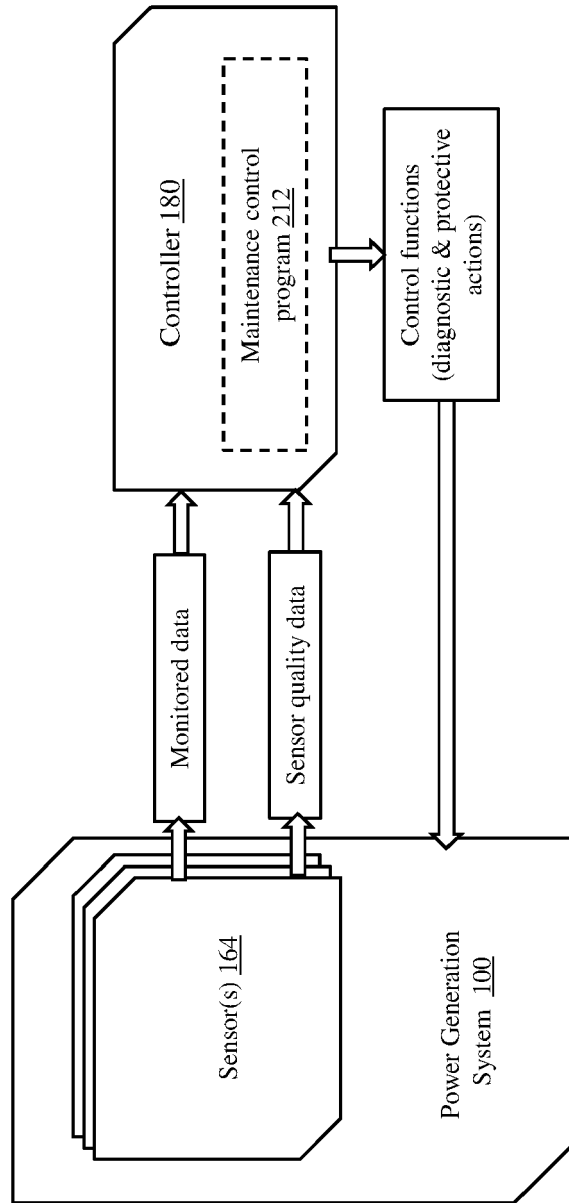 Sensor(s) 164
Power Generation
System 100
Monitored data
Sensor quality data
Controller 180
Maintenance control
program 212
Control functions
(diagnostic & protective
actions)